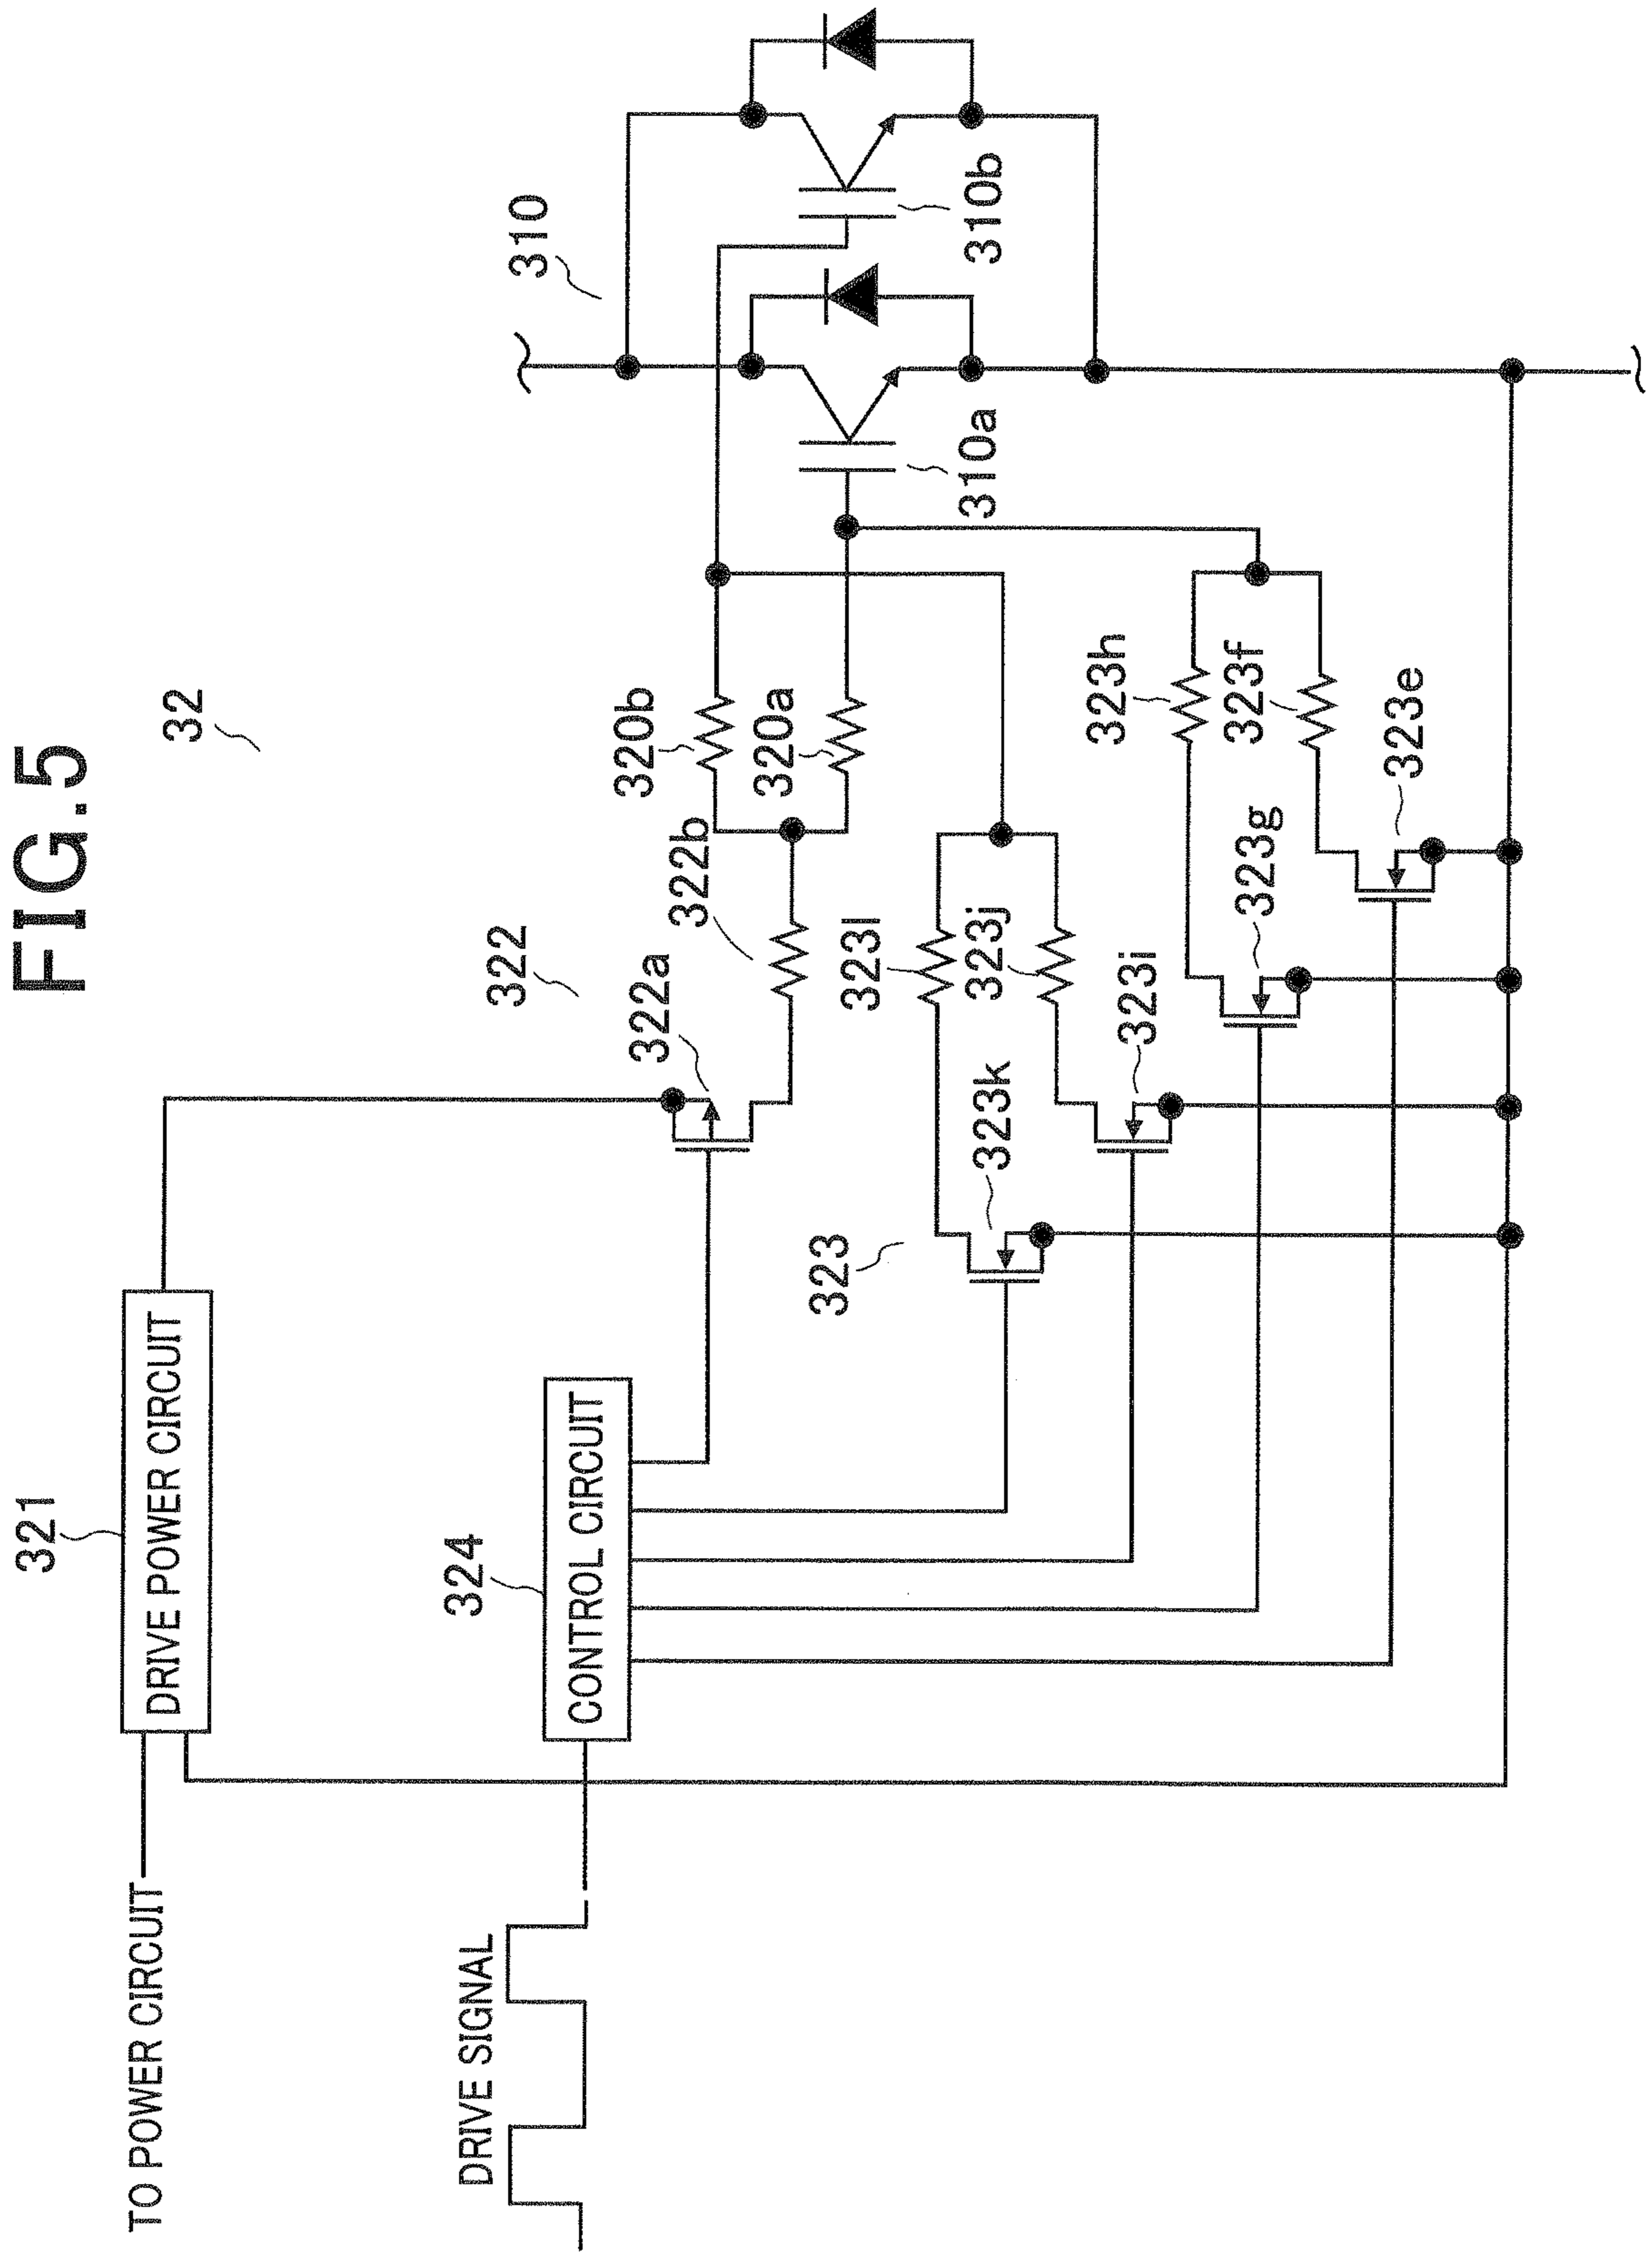 FIG.5
32
321
DRIVE POWER CIRCUIT
TO POWER CIRCUIT
324
CONTROL CIRCUIT
DRIVE SIGNAL
322
322a
322b
320b
320a
310
310a
310b
323
323k
323l
323j
323i
323g
323h
323f
323e